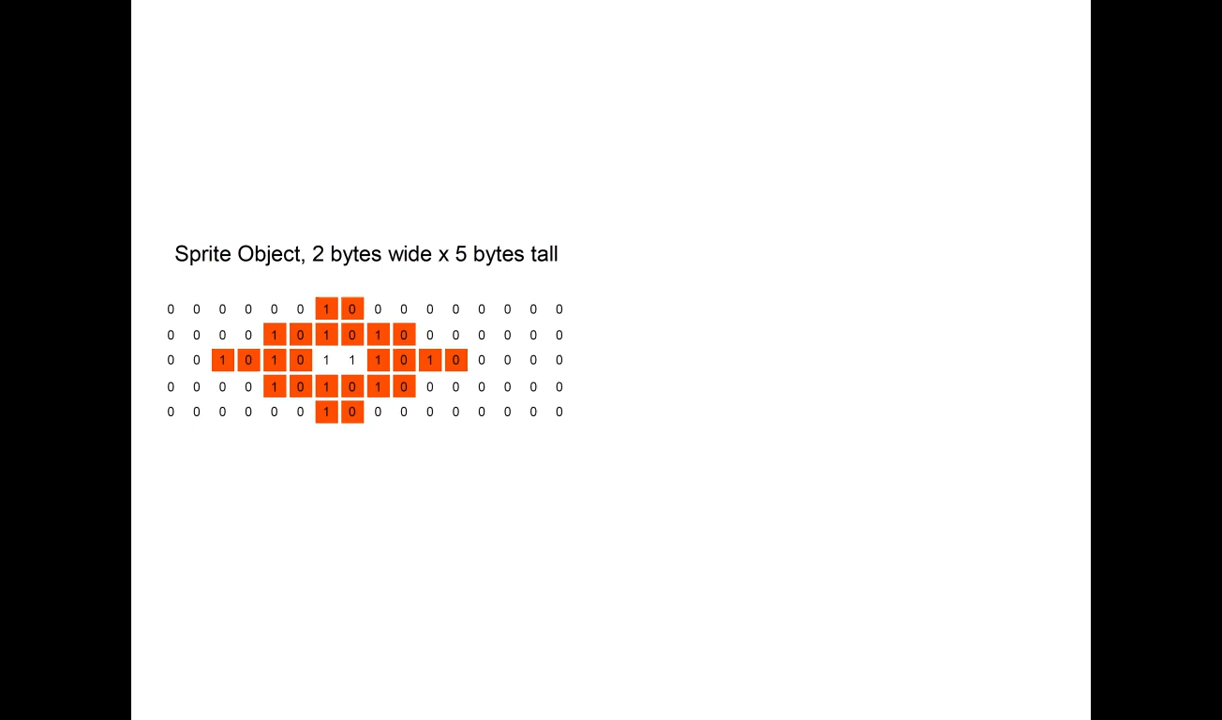 Sprite Object, 2 bytes wide x 5 bytes tall
0 0 0 0 0 0 1 0 0 0 0 0 0 0 0 0
0 0 0 0 1 0 1 0 1 0 0 0 0 0 0 0
0 0 1 0 1 0 1 1 1 0 1 0 0 0 0 0
0 0 0 0 1 0 1 0 1 0 0 0 0 0 0 0
0 0 0 0 0 0 1 0 0 0 0 0 0 0 0 0